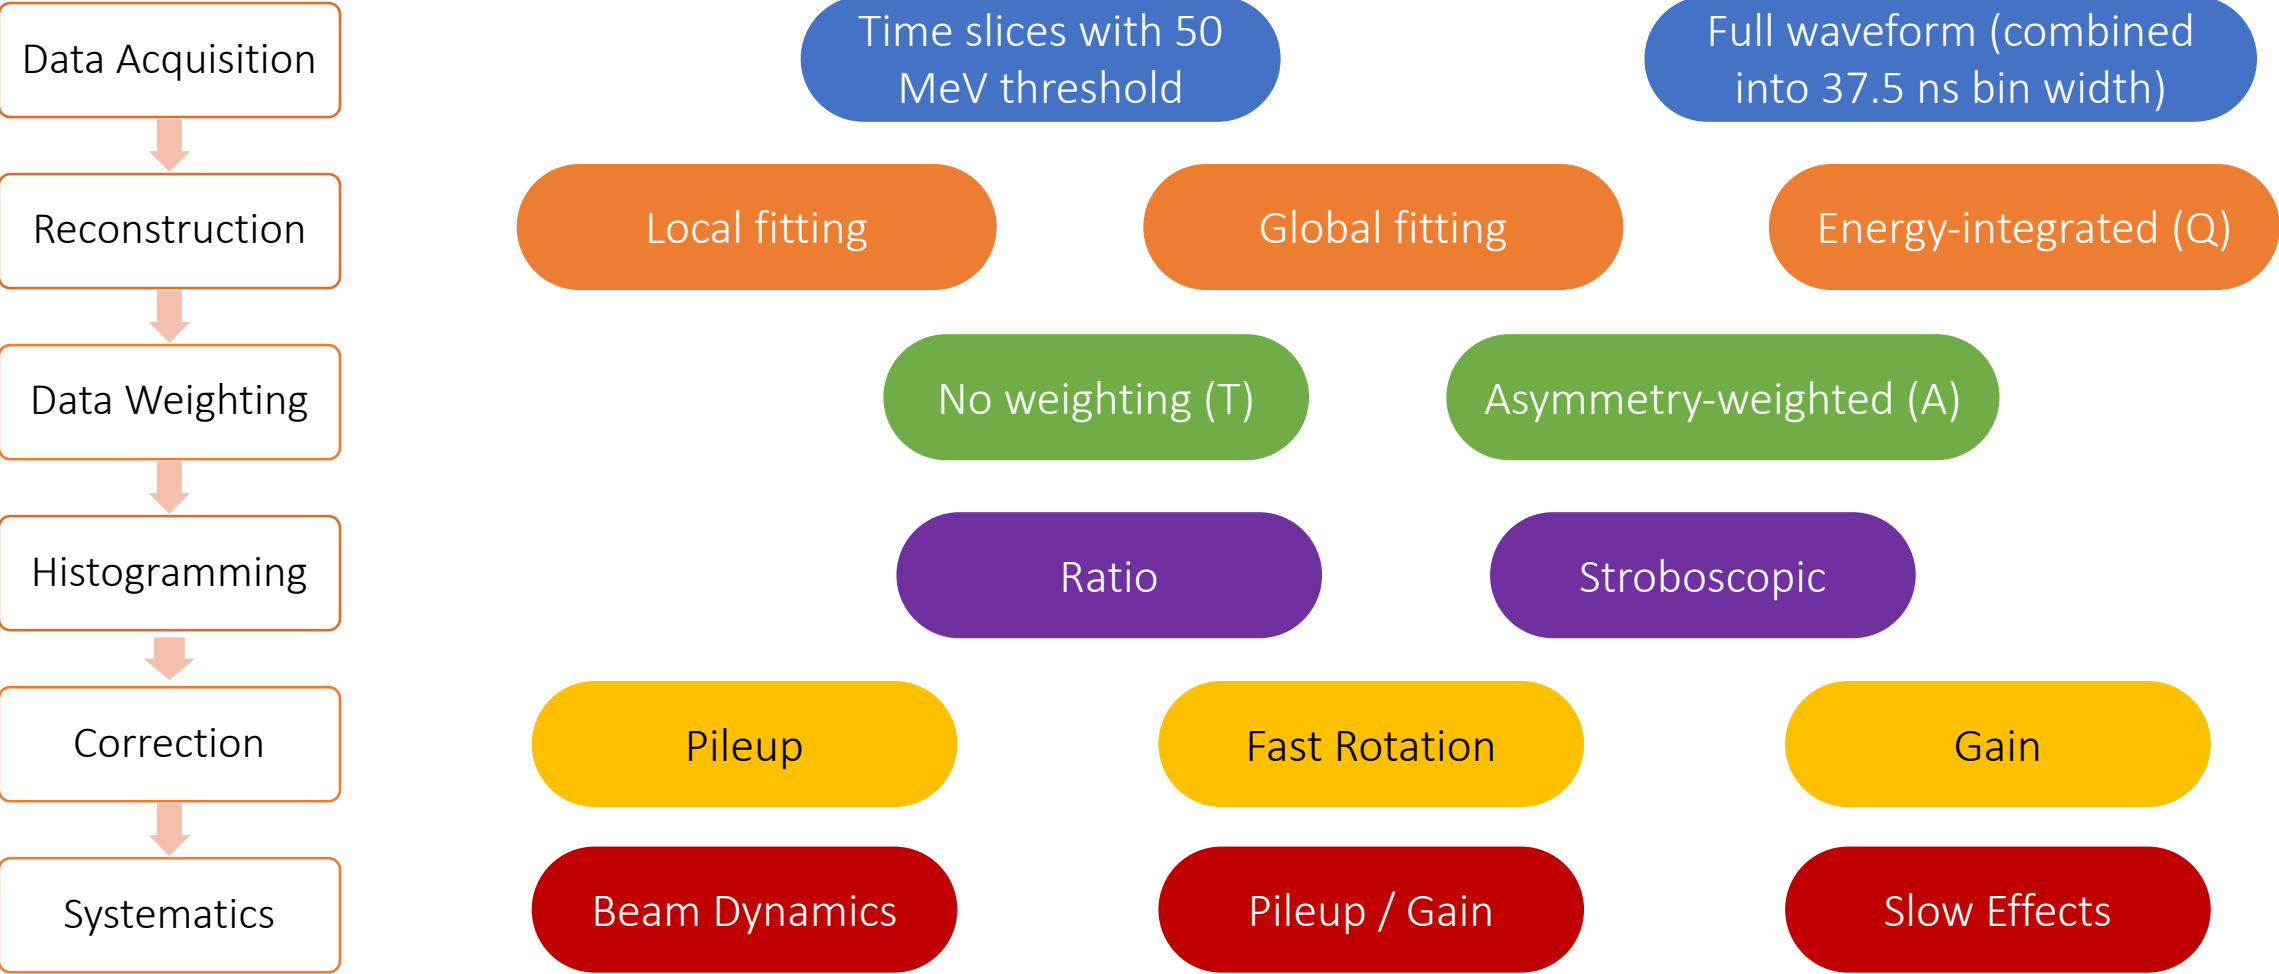 Data Acquisition
Time slices with 50
MeV threshold
Full waveform (combined
into 37.5 ns bin width)
Reconstruction
Local fitting
Global fitting
Energy-integrated (Q)
Data Weighting
No weighting (T)
Asymmetry-weighted (A)
Histogramming
Ratio
Stroboscopic
Correction
Pileup
Fast Rotation
Gain
Systematics
Beam Dynamics
Pileup / Gain
Slow Effects